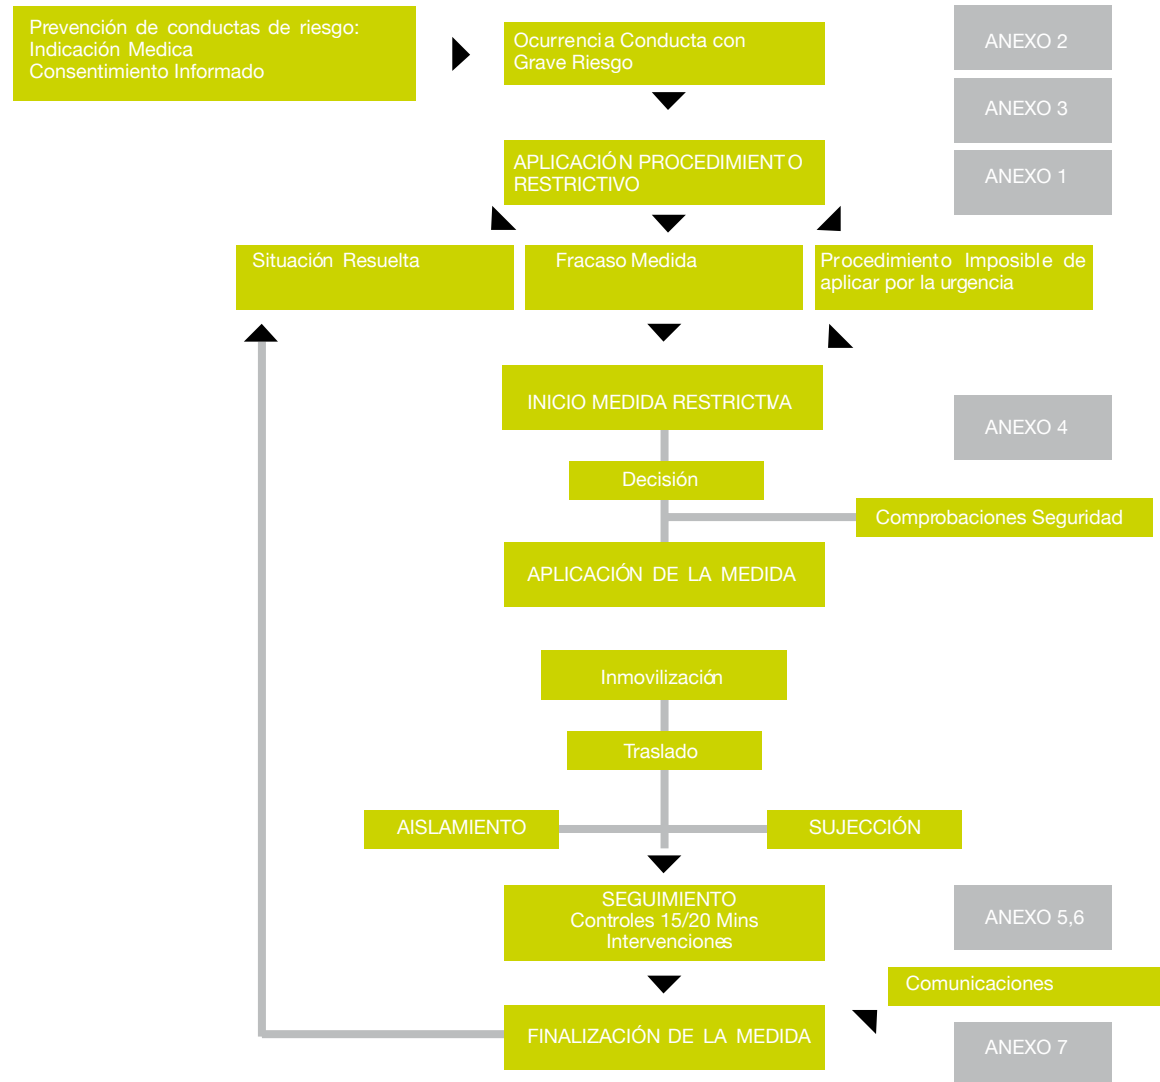 Prevención de conductas de riesgo:
Indicación Medica
Consentimiento Informado
Ocurrencia Conducta con
Grave Riesgo
ANEXO 2
ANEXO 3
APLICACIÓN PROCEDIMIENTO
RESTRICTIVO
ANEXO 1
Situación Resuelta
Fracaso Medida
Procedimiento Imposible de
aplicar por la urgencia
INICIO MEDIDA RESTRICTIVA
ANEXO 4
Decisión
Comprobaciones Seguridad
APLICACIÓN DE LA MEDIDA
Inmovilización
Traslado
AISLAMIENTO
SUJECCIÓN
SEGUIMIENTO
Controles 15/20 Mins
Intervenciones
ANEXO 5,6
Comunicaciones
FINALIZACIÓN DE LA MEDIDA
ANEXO 7